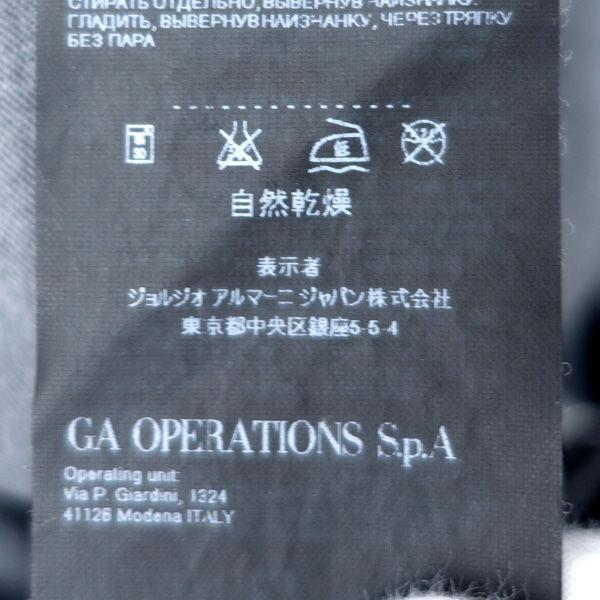 СТИРАТЬ ОТДЕЛЬНО, ВЫВЕРНУВ НАИЗНАНКУ.
ГЛАДИТЬ, ВЫВЕРНУВ НАИЗНАНКУ, ЧЕРЕЗ ТРЯПКУ
БЕЗ ПАРА
30 低
自然乾燥
表示者
ジョルジオ アルマーニ ジャパン株式会社
東京都中央区銀座5-5-4
GA OPERATIONS S.p.A
Operating unit:
Via P. Giardini, 1324
41126 Modena ITALY